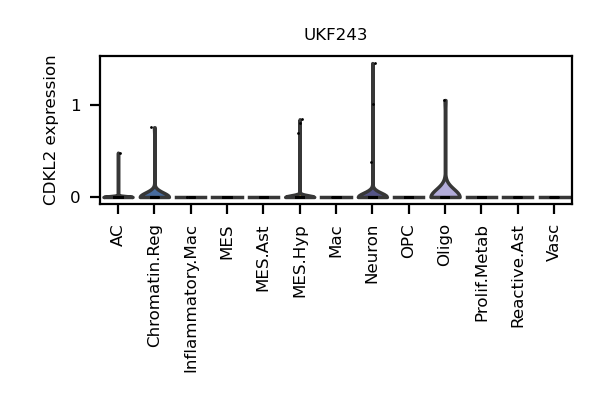 UKF243
CDKL2 expression
1
0
AC
Chromatin.Reg
Inflammatory.Mac
MES
MES.Ast
MES.Hyp
Mac
Neuron
OPC
Oligo
Prolif.Metab
Reactive.Ast
Vasc